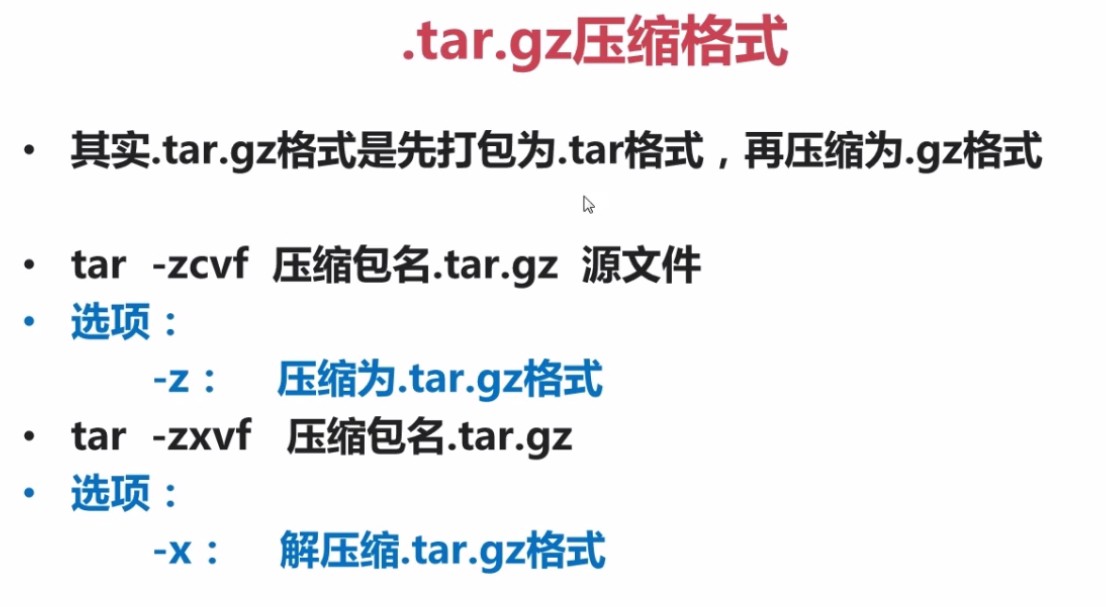 .tar.gz压缩格式
• 其实.tar.gz格式是先打包为.tar格式，再压缩为.gz格式
• tar -zcvf 压缩包名.tar.gz 源文件
• 选项：
-z： 压缩为.tar.gz格式
• tar -zxvf 压缩包名.tar.gz
• 选项：
-x： 解压缩.tar.gz格式